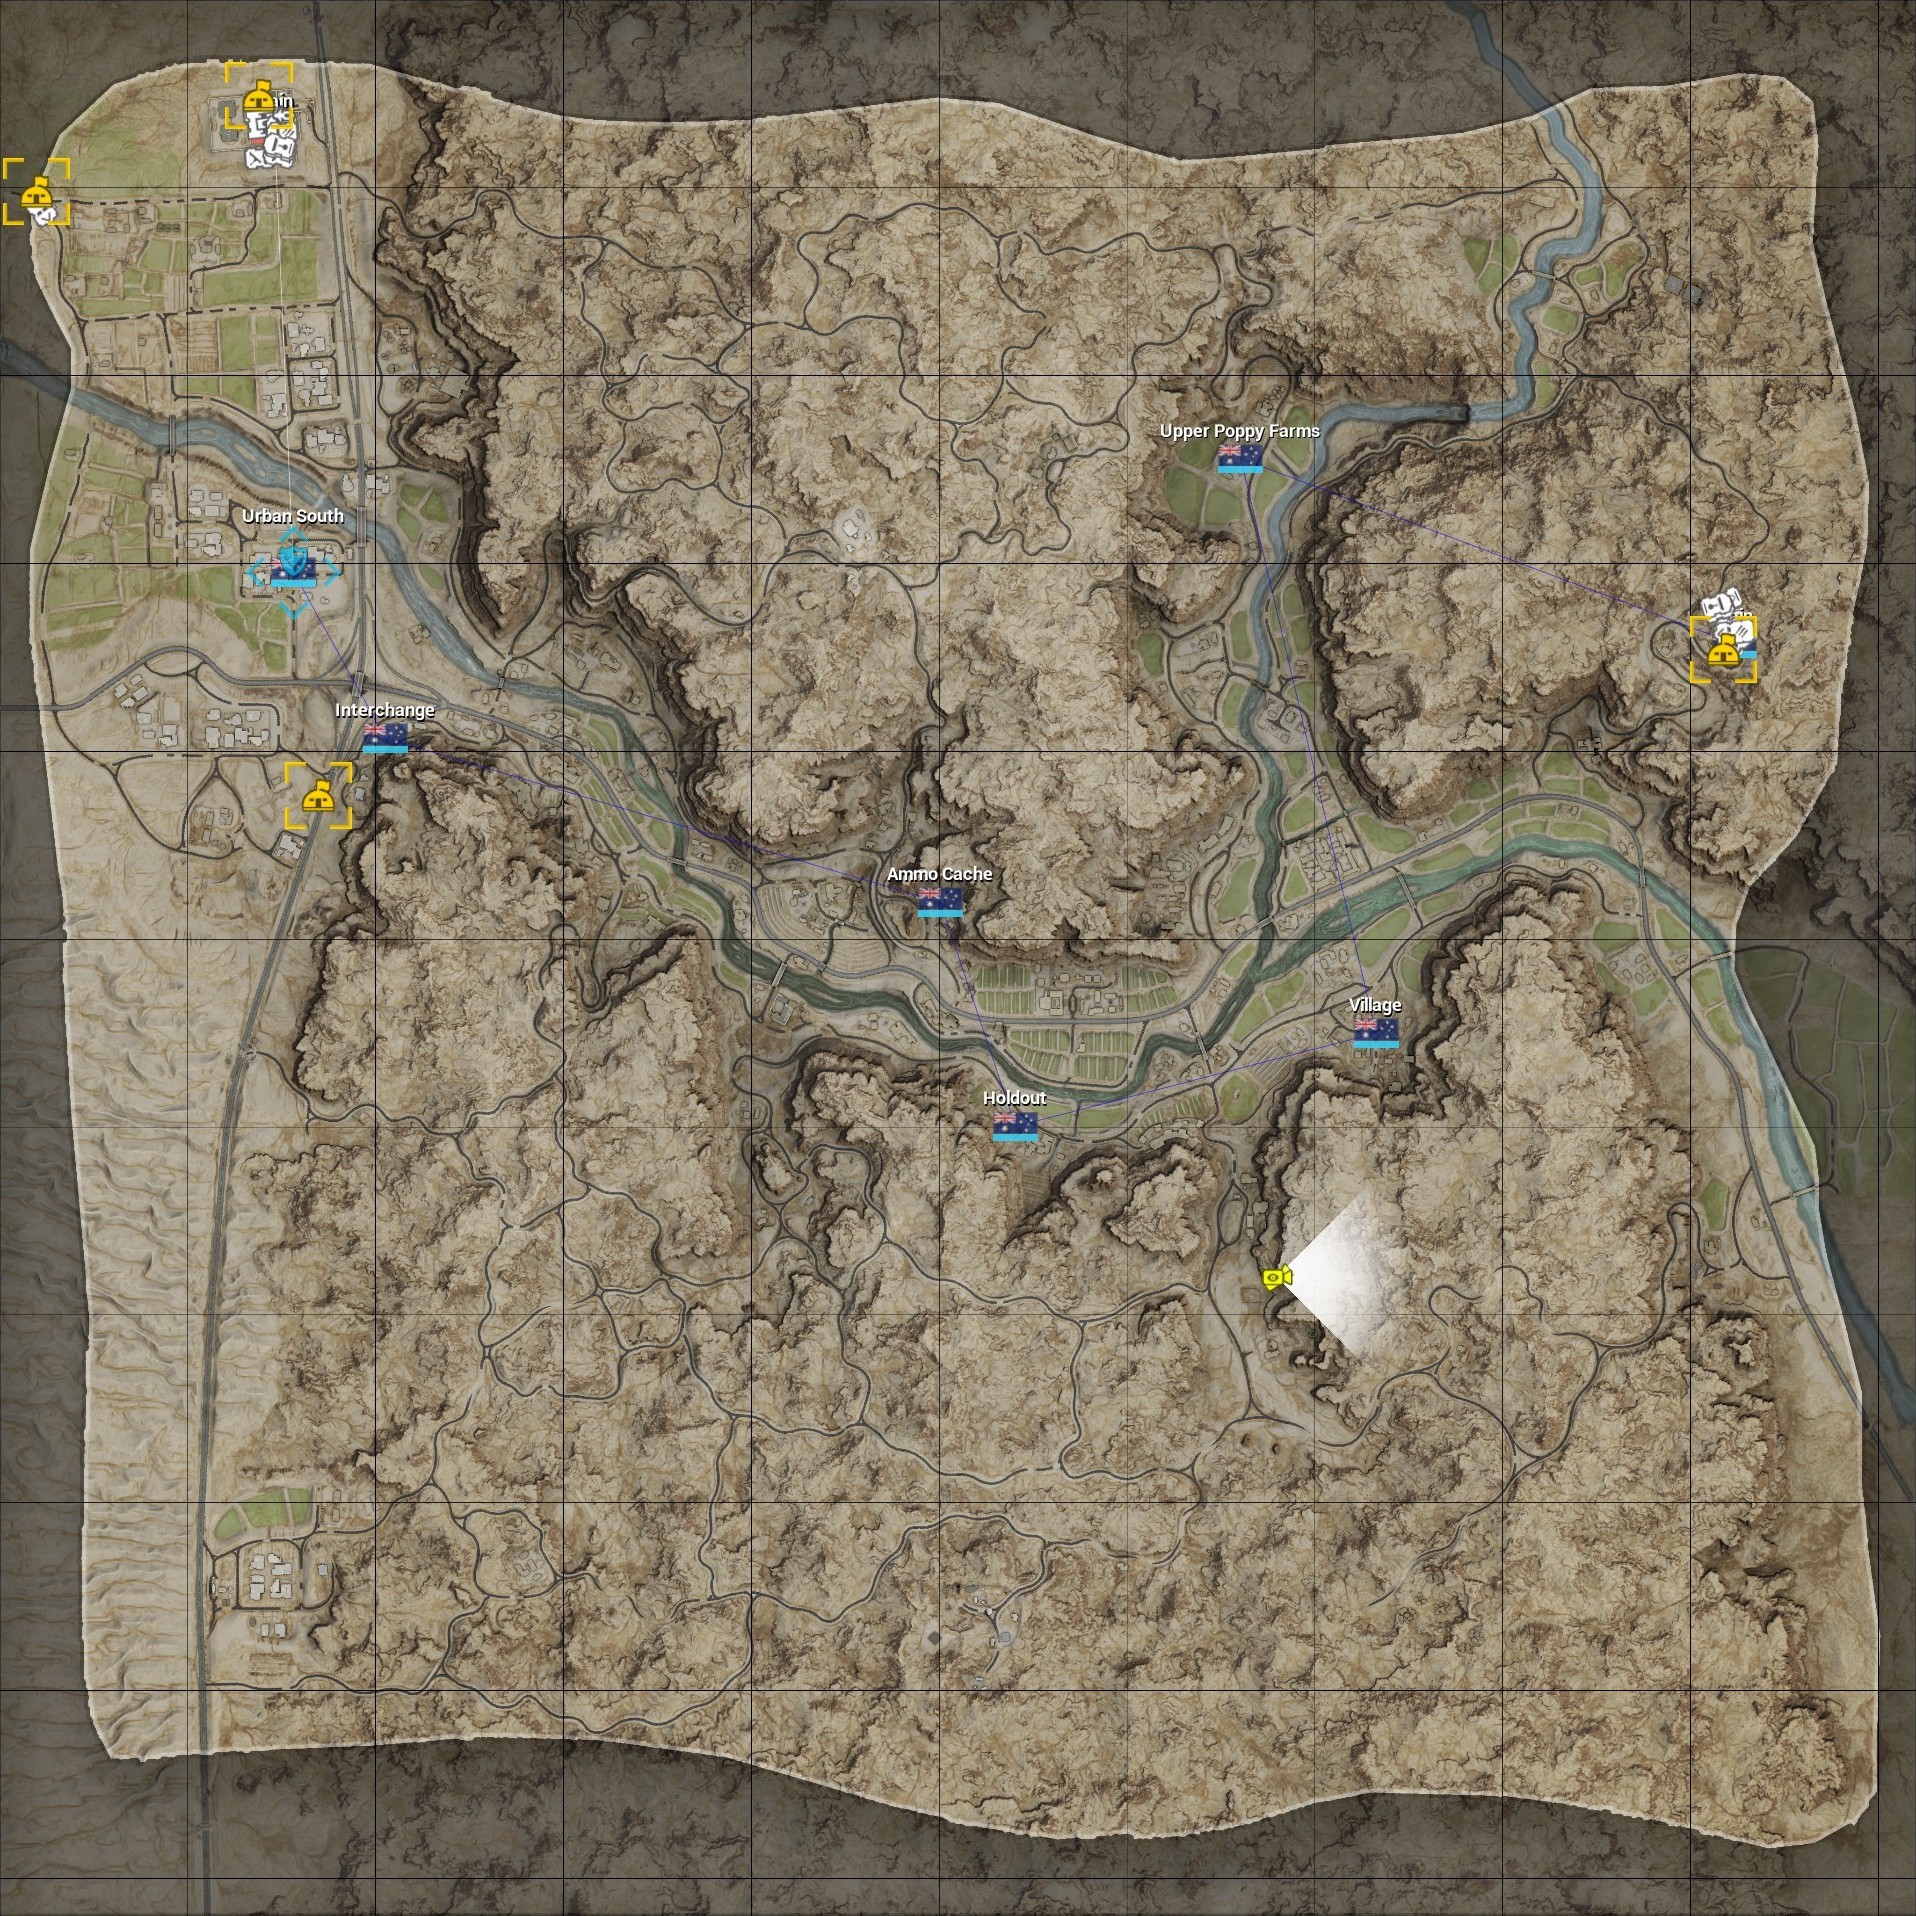 Upper Poppy Farms
Urban South
Interchange
Ammo Cache
Village
Holdout